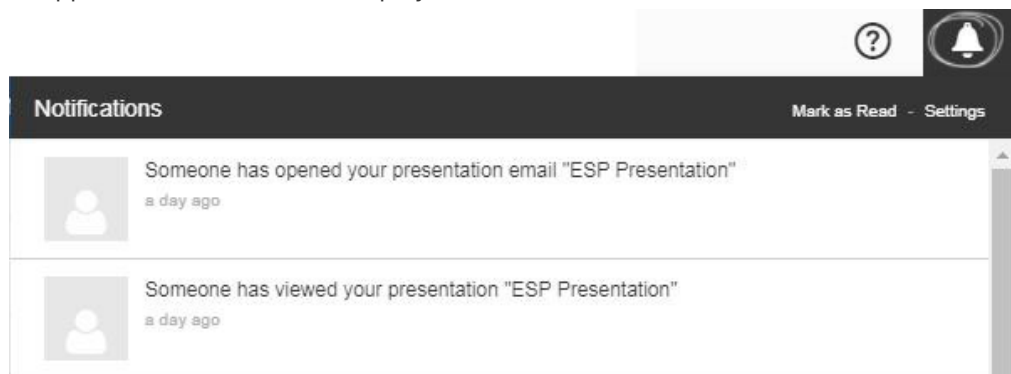 Notifications
Mark as Read - Settings
Someone has opened your presentation email "ESP Presentation"
a day ago
Someone has viewed your presentation "ESP Presentation"
a day ago